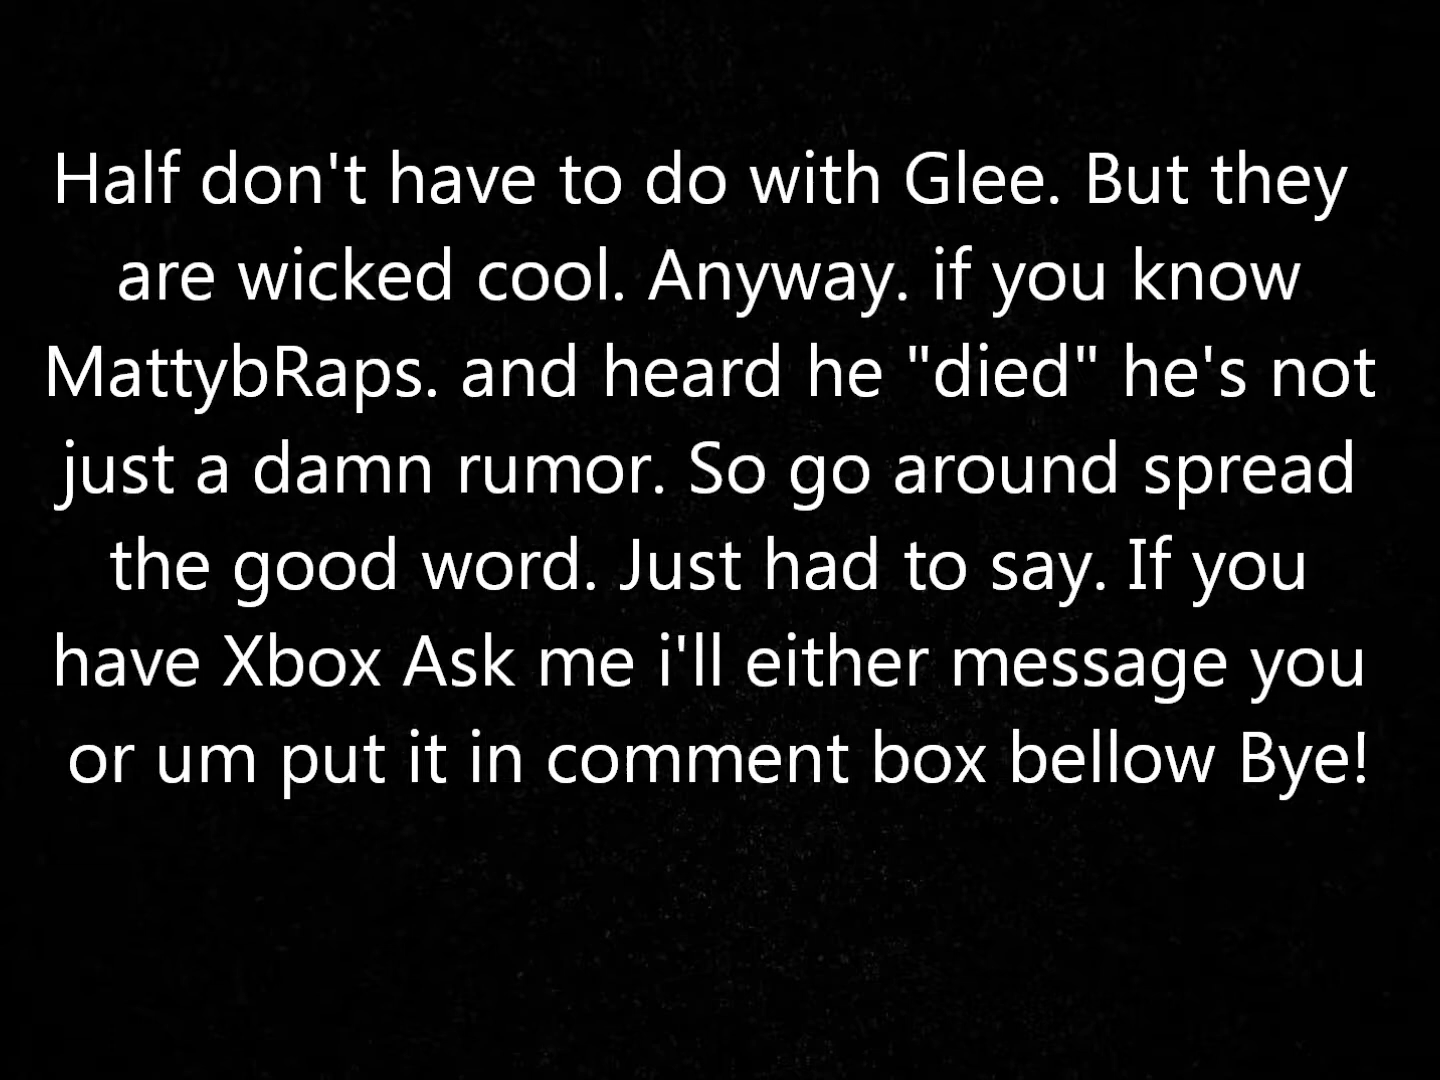 Half don't have to do with Glee. But they
are wicked cool. Anyway. if you know
MattybRaps. and heard he "died" he's not
just a damn rumor. So go around spread
the good word. Just had to say. If you
have Xbox Ask me i'll either message you
or um put it in comment box bellow Bye!